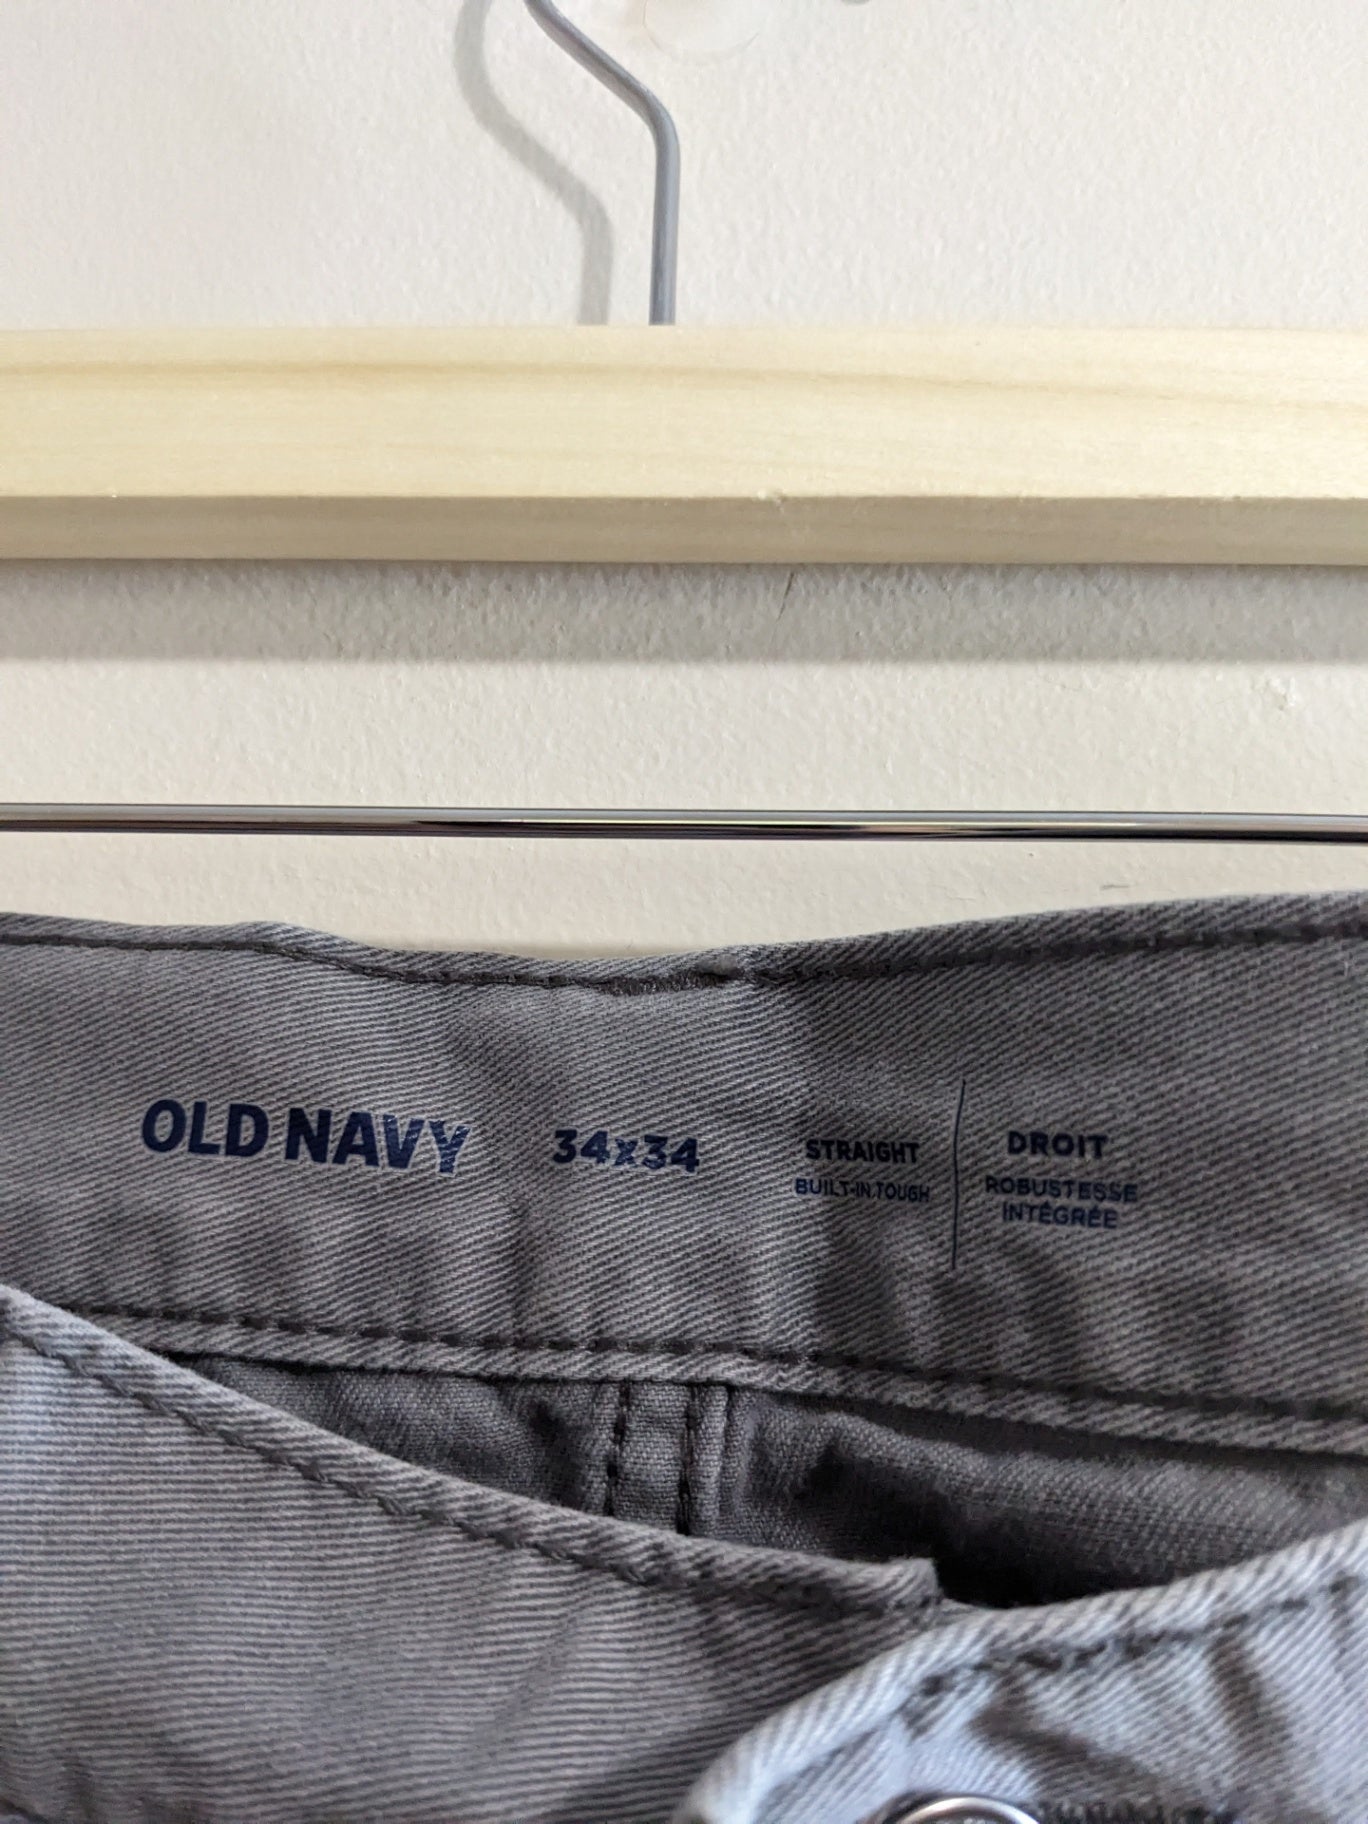 OLD NAVY
34x34
STRAIGHT
BUILT-IN TOUGH
DROIT
ROBUSTESSE
INTÉGRÉE